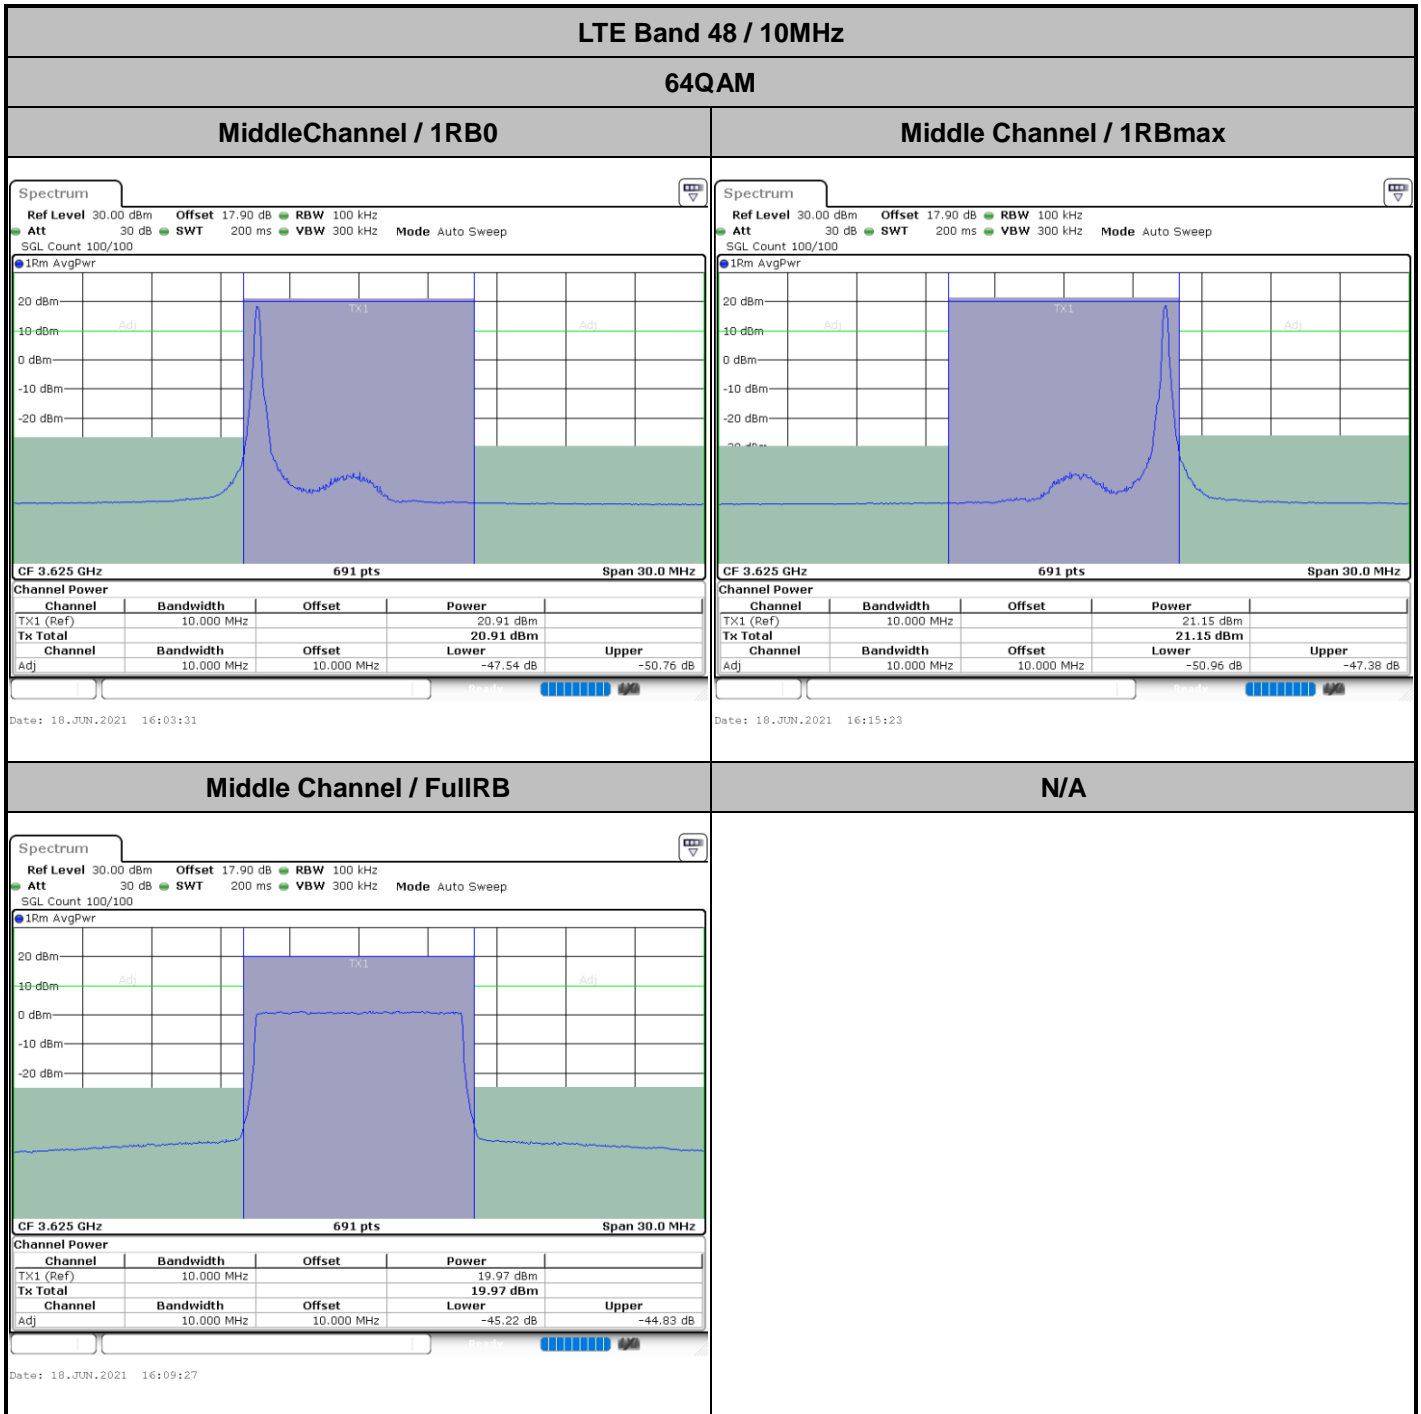 LTE Band 48 / 10MHz
64QAM
MiddleChannel / 1RB0
Middle Channel / 1RBmax
Spectrum
Ref Level 30.00 dBm Offset 17.90 dB RBW 100 kHz
Att 30 dB SWT 200 ms VBW 300 kHz Mode Auto Sweep
SGL Count 100/100
1Rm AvgPwr
TX1
20 dBm
Adj
Adj
10 dBm
0 dBm
-10 dBm
-20 dBm
CF 3.625 GHz 691 pts Span 30.0 MHz
Channel Power
Channel Bandwidth Offset Power
TX1 (Ref) 10.000 MHz 20.91 dBm
Tx Total 20.91 dBm
Channel Bandwidth Offset Lower Upper
Adj 10.000 MHz 10.000 MHz -47.54 dB -50.76 dB
Ready
Date: 18.JUN.2021 16:03:31
Spectrum
Ref Level 30.00 dBm Offset 17.90 dB RBW 100 kHz
Att 30 dB SWT 200 ms VBW 300 kHz Mode Auto Sweep
SGL Count 100/100
1Rm AvgPwr
TX1
20 dBm
Adj
Adj
10 dBm
0 dBm
-10 dBm
-20 dBm
CF 3.625 GHz 691 pts Span 30.0 MHz
Channel Power
Channel Bandwidth Offset Power
TX1 (Ref) 10.000 MHz 21.15 dBm
Tx Total 21.15 dBm
Channel Bandwidth Offset Lower Upper
Adj 10.000 MHz 10.000 MHz -50.96 dB -47.38 dB
Ready
Date: 18.JUN.2021 16:15:23
Middle Channel / FullRB
N/A
Spectrum
Ref Level 30.00 dBm Offset 17.90 dB RBW 100 kHz
Att 30 dB SWT 200 ms VBW 300 kHz Mode Auto Sweep
SGL Count 100/100
1Rm AvgPwr
20 dBm
TX1
Adj
Adj
10 dBm
0 dBm
-10 dBm
-20 dBm
CF 3.625 GHz 691 pts Span 30.0 MHz
Channel Power
Channel Bandwidth Offset Power
TX1 (Ref) 10.000 MHz 19.97 dBm
Tx Total 19.97 dBm
Channel Bandwidth Offset Lower Upper
Adj 10.000 MHz 10.000 MHz -45.22 dB -44.83 dB
Ready
Date: 18.JUN.2021 16:09:27